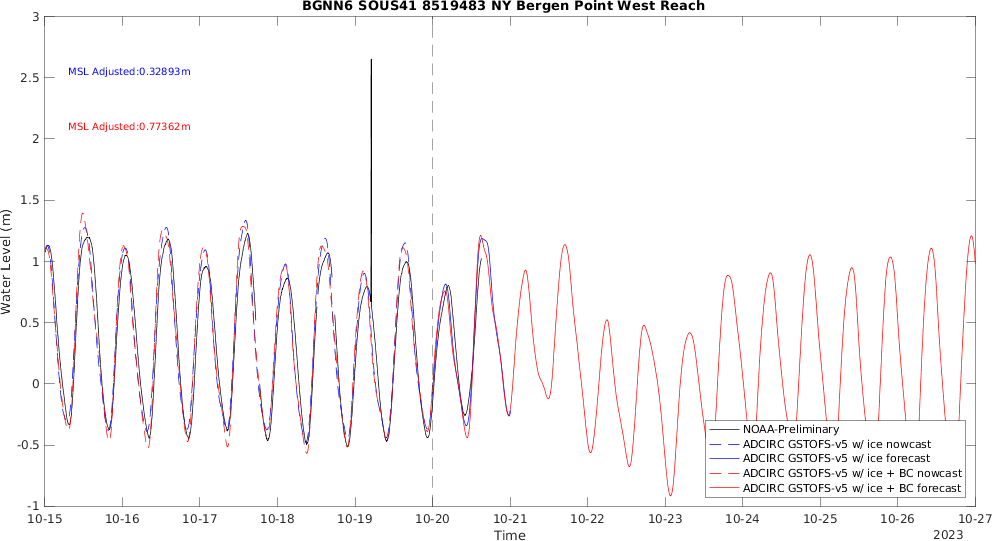 BGNN6 SOUS41 8519483 NY Bergen Point West Reach
3
2.5
2
1.5
1
0.5
0
-0.5
-1
Water Level (m)
MSL Adjusted:0.32893m
MSL Adjusted:0.77362m
NOAA-Preliminary
ADCIRC GSTOFS-v5 w/ ice nowcast
ADCIRC GSTOFS-v5 w/ ice forecast
ADCIRC GSTOFS-v5 w/ ice + BC nowcast
ADCIRC GSTOFS-v5 w/ ice + BC forecast
10-15 10-16 10-17 10-18 10-19 10-20 10-21 10-22 10-23 10-24 10-25 10-26 10-27
Time
2023